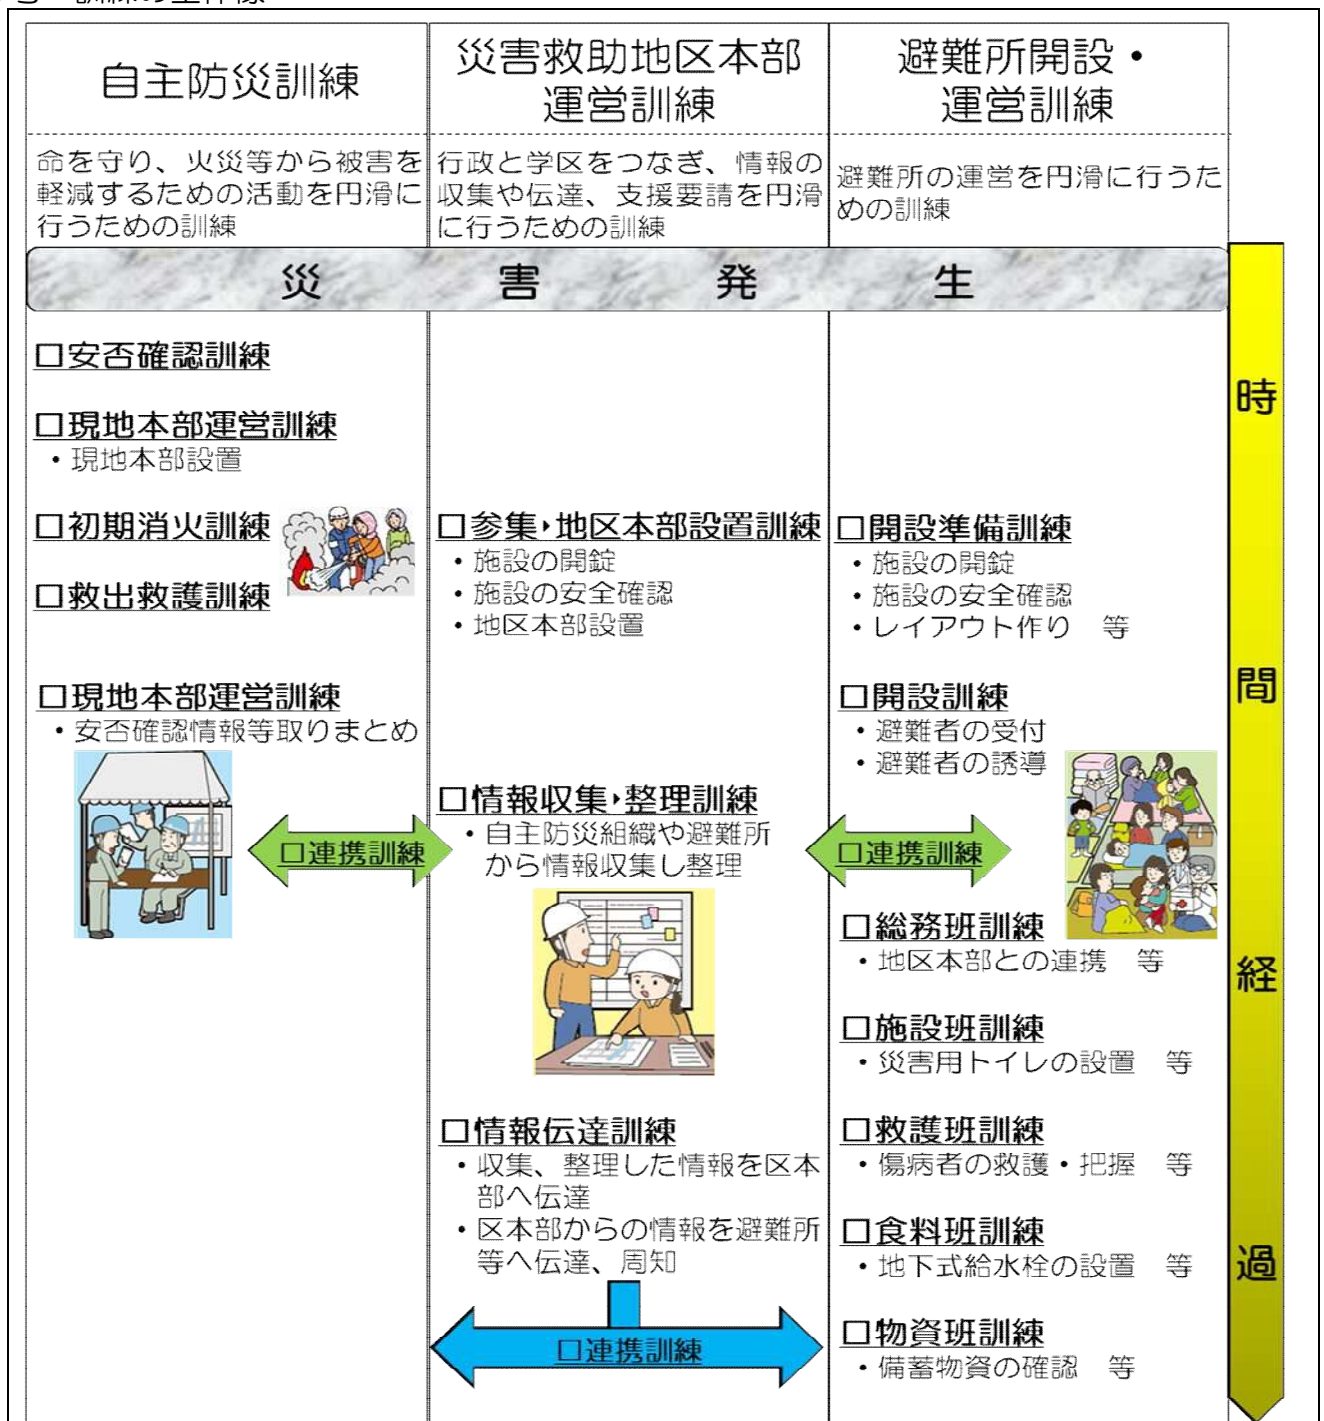 自主防災訓練
命を守り、火災等から被害を
軽減するための活動を円滑に
行うための訓練
災害救助地区本部
運営訓練
行政と学区をつなぎ、情報の
収集や伝達、支援要請を円滑
に行うための訓練
避難所開設・
運営訓練
避難所の運営を円滑に行うた
めの訓練
災害発生
□安否確認訓練
□現地本部運営訓練
・現地本部設置
□初期消火訓練
□救出救護訓練
□現地本部運営訓練
・安否確認情報等取りまとめ
□連携訓練
□参集・地区本部設置訓練
・施設の開錠
・施設の安全確認
・地区本部設置
□情報収集・整理訓練
・自主防災組織や避難所
から情報収集し整理
□情報伝達訓練
・収集、整理した情報を区本
部へ伝達
・区本部からの情報を避難所
等へ伝達、周知
□連携訓練
□開設準備訓練
・施設の開錠
・施設の安全確認
・レイアウト作り　等
□開設訓練
・避難者の受付
・避難者の誘導
□連携訓練
□総務班訓練
・地区本部との連携　等
□施設班訓練
・災害用トイレの設置　等
□救護班訓練
・傷病者の救護・把握　等
□食料班訓練
・地下式給水栓の設置　等
□物資班訓練
・備蓄物資の確認　等
時間経過